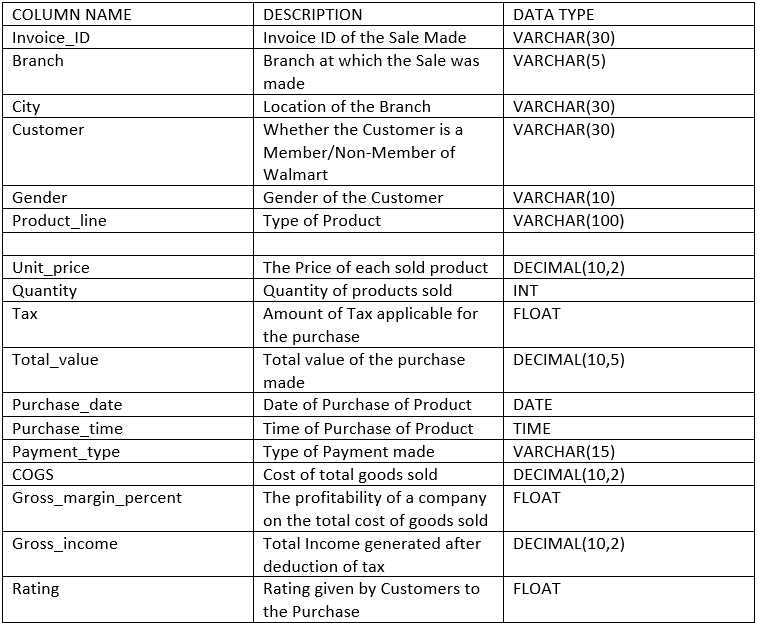 COLUMN NAME DESCRIPTION DATA TYPE
Invoice_ID Invoice ID of the Sale Made VARCHAR(30)
Branch Branch at which the Sale was VARCHAR(5)
made
City Location of the Branch VARCHAR(30)
Customer Whether the Customer is a VARCHAR(30)
Member/Non-Member of
Walmart
Gender Gender of the Customer VARCHAR(10)
Product_line Type of Product VARCHAR(100)
Unit_price The Price of each sold product DECIMAL(10,2)
Quantity Quantity of products sold INT
Tax Amount of Tax applicable for FLOAT
the purchase
Total_value Total value of the purchase DECIMAL(10,5)
made
Purchase_date Date of Purchase of Product DATE
Purchase_time Time of Purchase of Product TIME
Payment_type Type of Payment made VARCHAR(15)
COGS Cost of total goods sold DECIMAL(10,2)
Gross_margin_percent The profitability of a company FLOAT
on the total cost of goods sold
Gross_income Total Income generated after DECIMAL(10,2)
deduction of tax
Rating Rating given by Customers to FLOAT
the Purchase